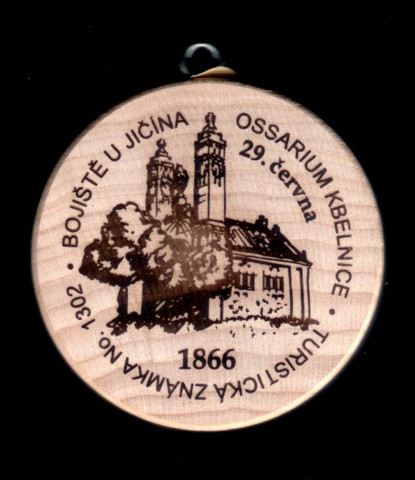 BOJIŠTĚ U JIČÍNA
OSSARIUM KBELNICE
29. června
1866
TURISTICKÁ ZNÁMKA No. 1302